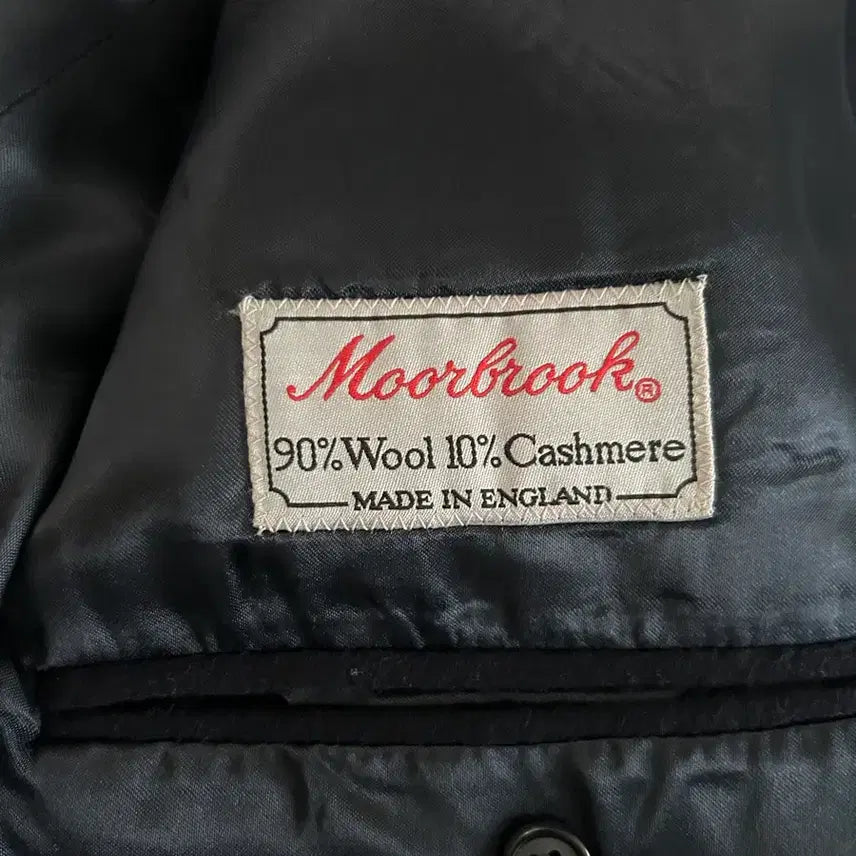 Moorbrook®
90% Wool 10% Cashmere
MADE IN ENGLAND